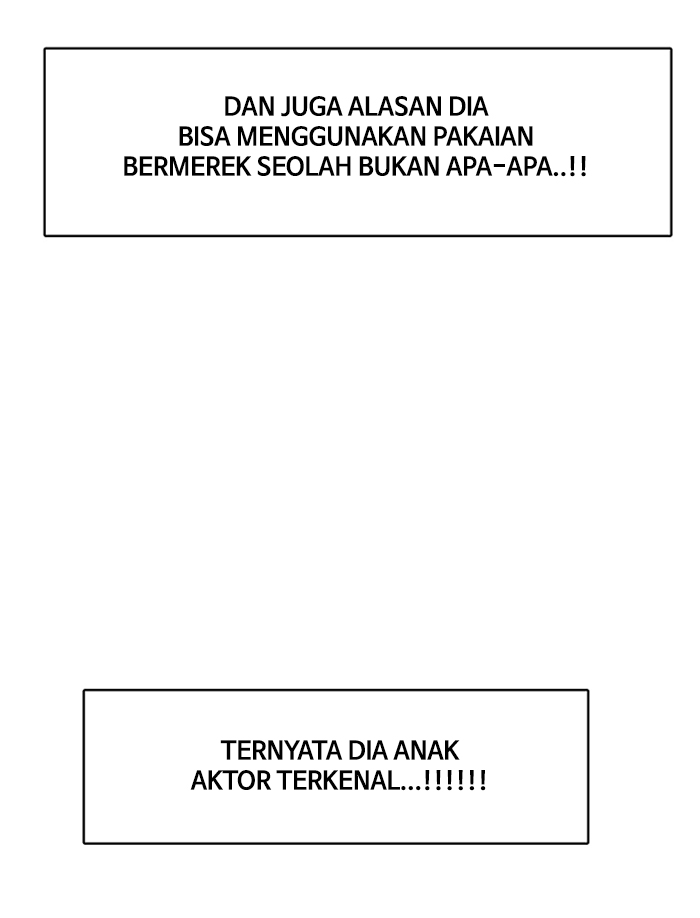 DAN JUGA ALASAN DIA
BISA MENGGUNAKAN PAKAIAN
BERMEREK SEOLAH BUKAN APA-APA..!!
TERNYATA DIA ANAK
AKTOR TERKENAL...!!!!!!